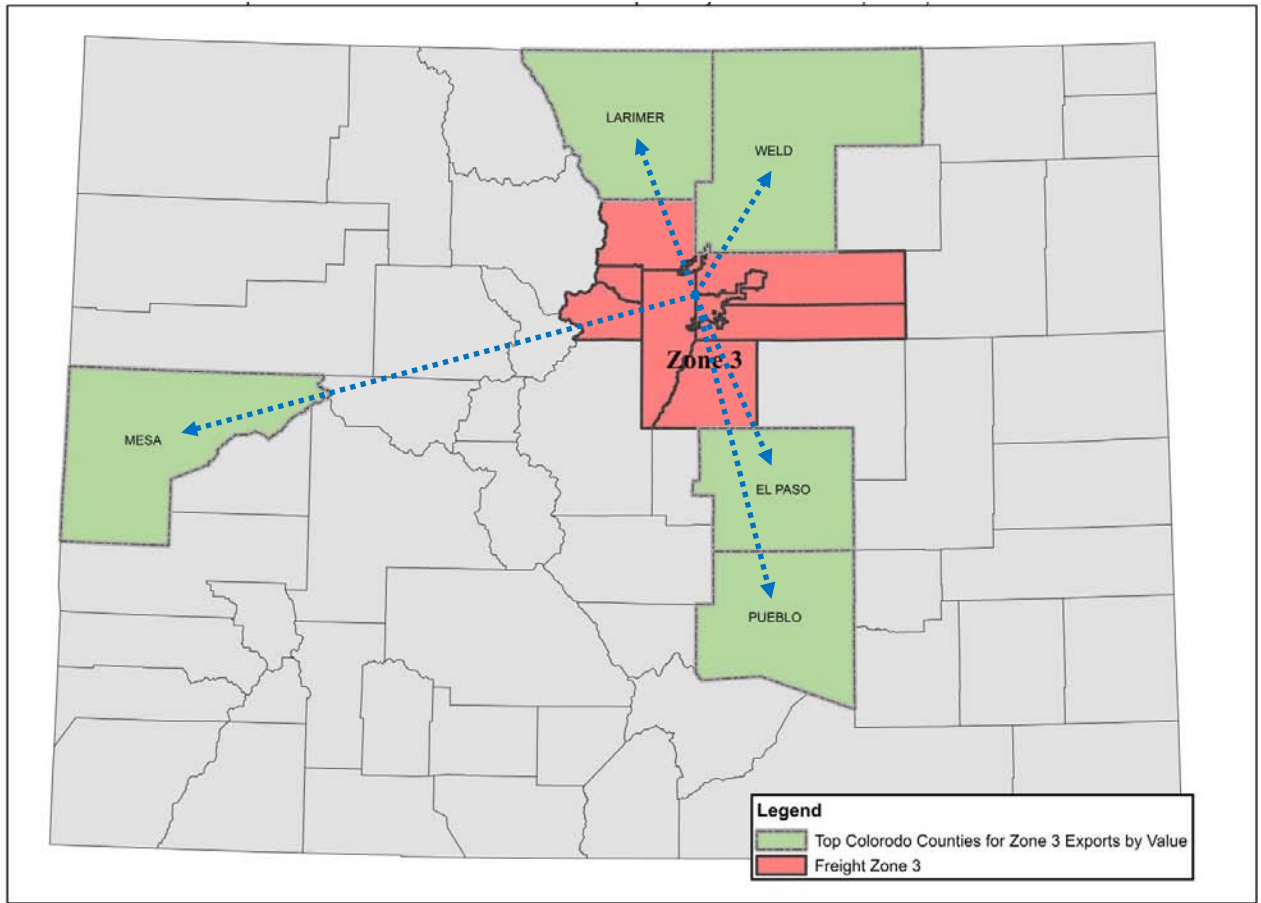 LARIMER
WELD
Zone 3
MESA
EL PASO
PUEBLO
Legend
Top Colorodo Counties for Zone 3 Exports by Value
Freight Zone 3